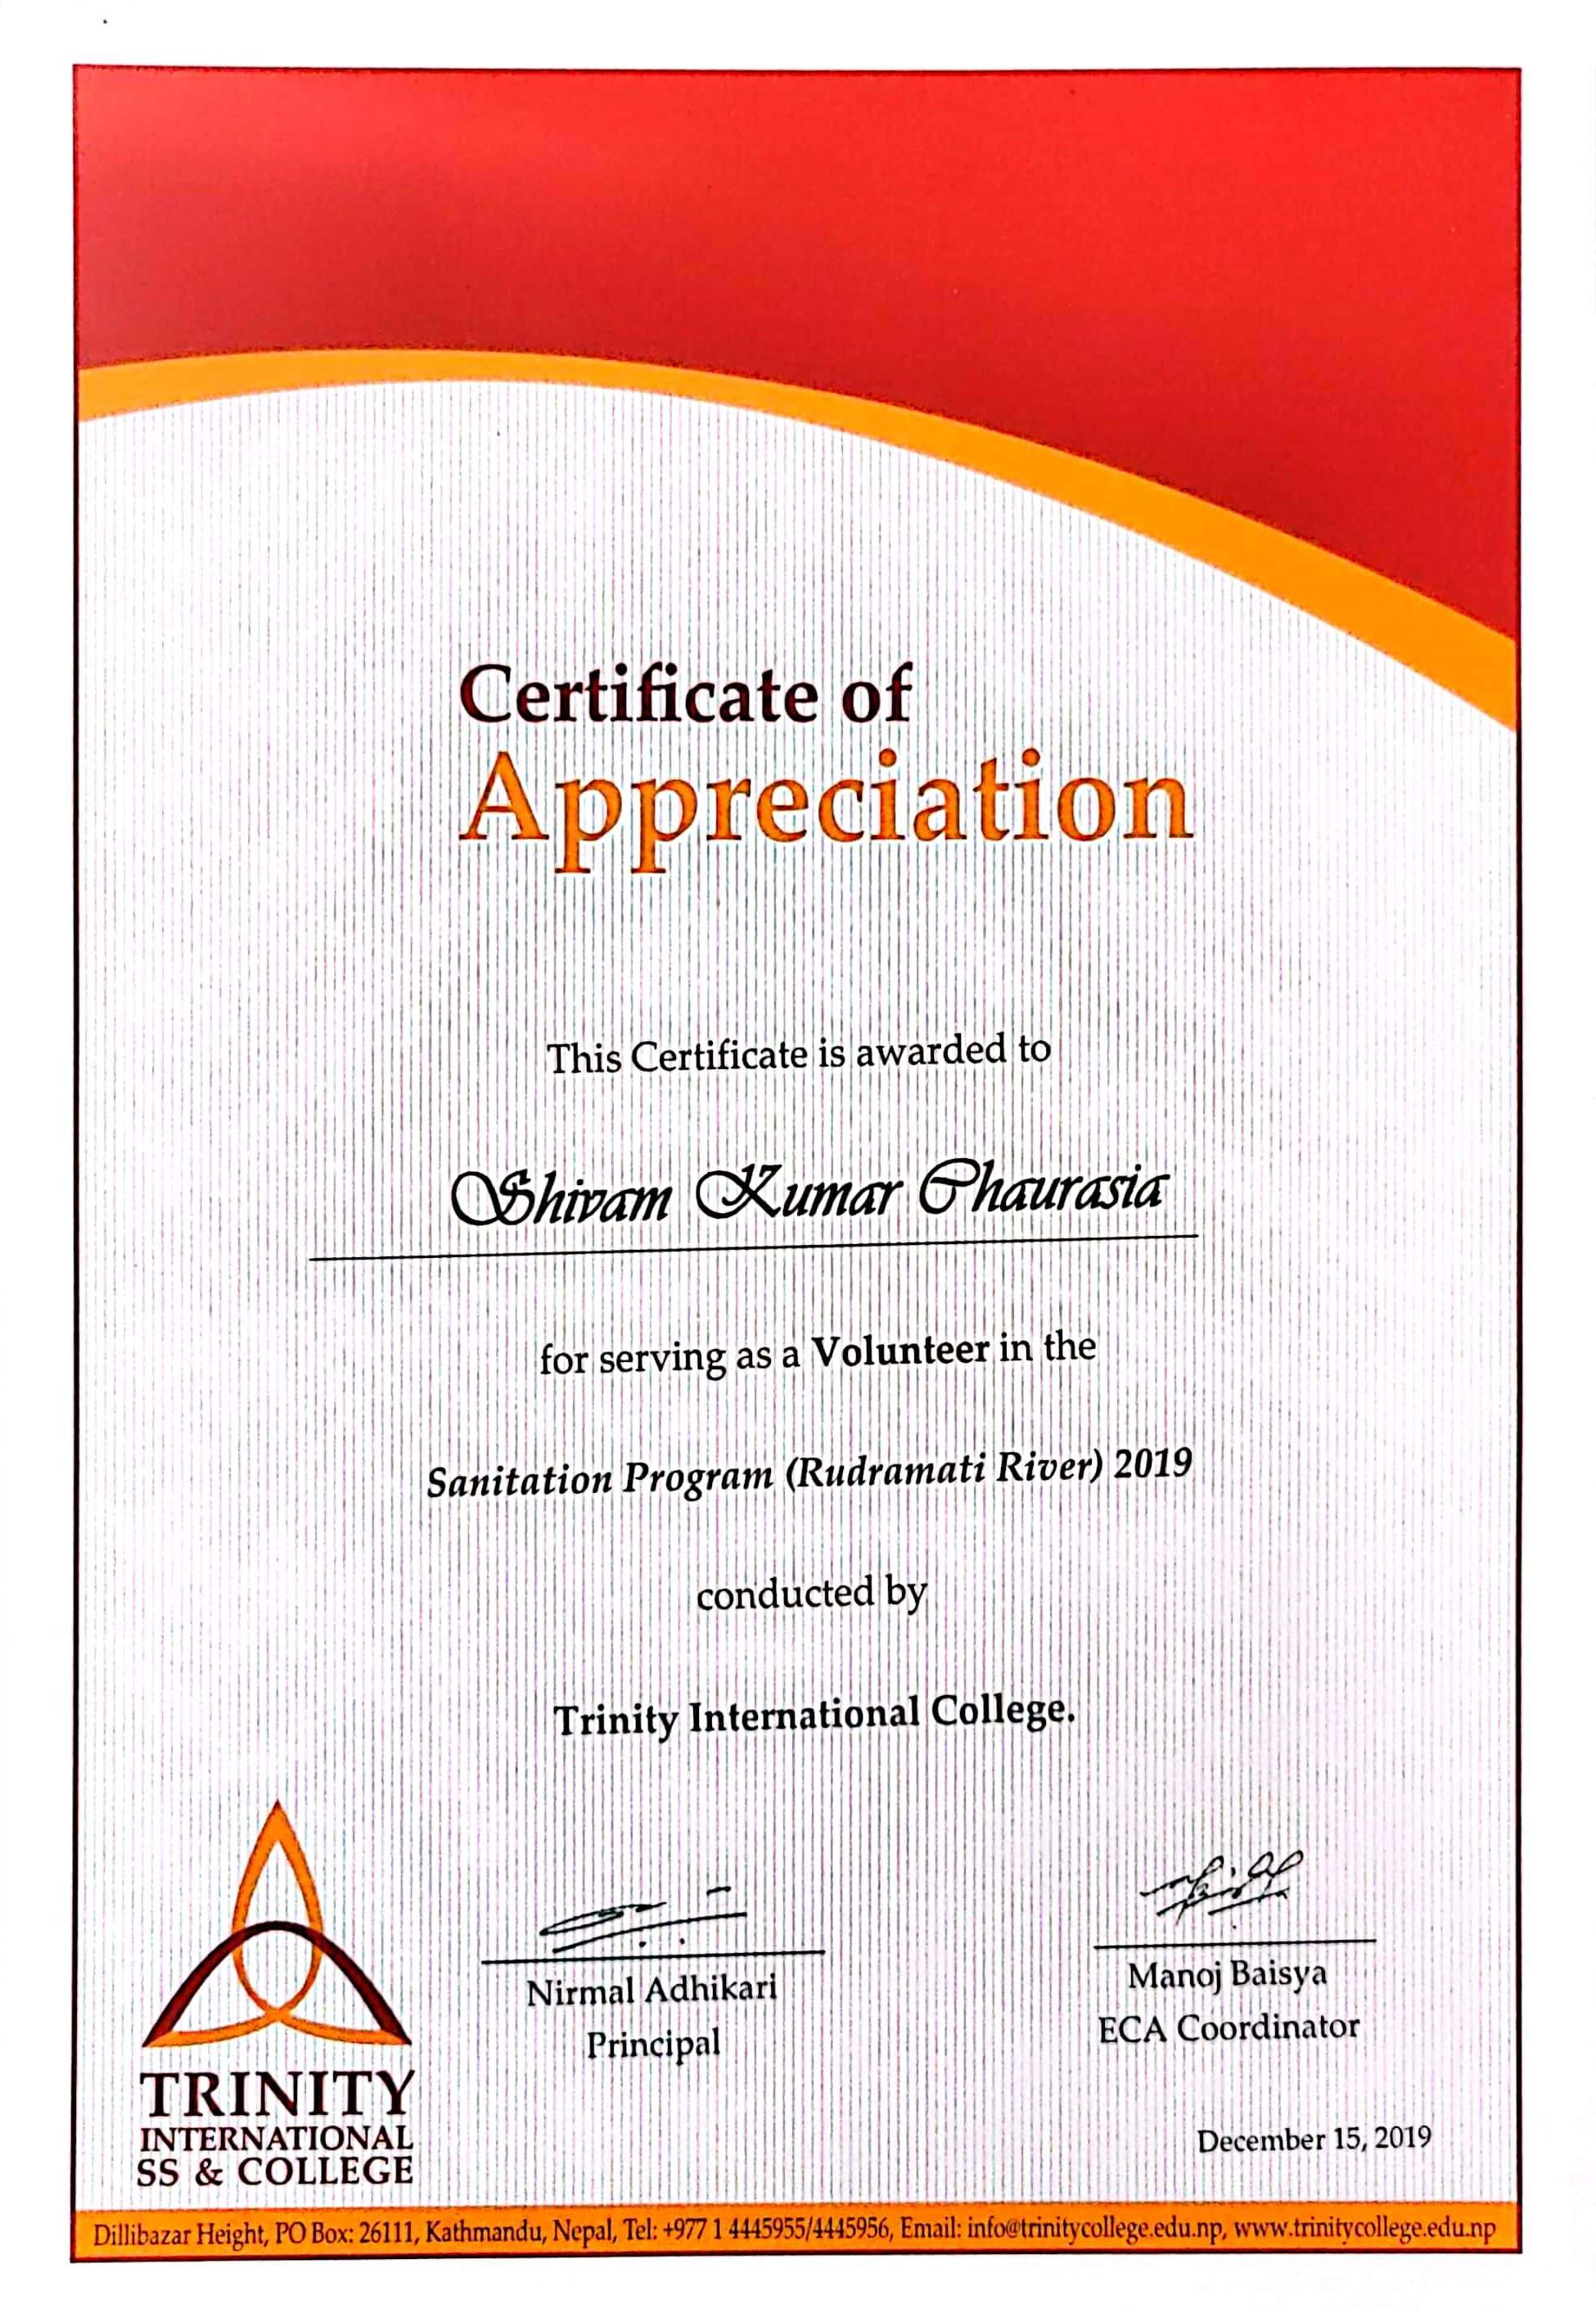 Certificate of
Appreciation
This Certificate is awarded to
Shivam Kumar Chaurasia
for serving as a Volunteer in the
Sanitation Program (Rudramati River) 2019
conducted by
Trinity International College.
Nirmal Adhikari
Principal
Manoj Baisya
ECA Coordinator
TRINITY
INTERNATIONAL
SS & COLLEGE
December 15, 2019
Dillibazar Height, PO Box: 26111, Kathmandu, Nepal, Tel: +977 1 4445955/4445956, Email: info@trinitycollege.edu.np, www.trinitycollege.edu.np